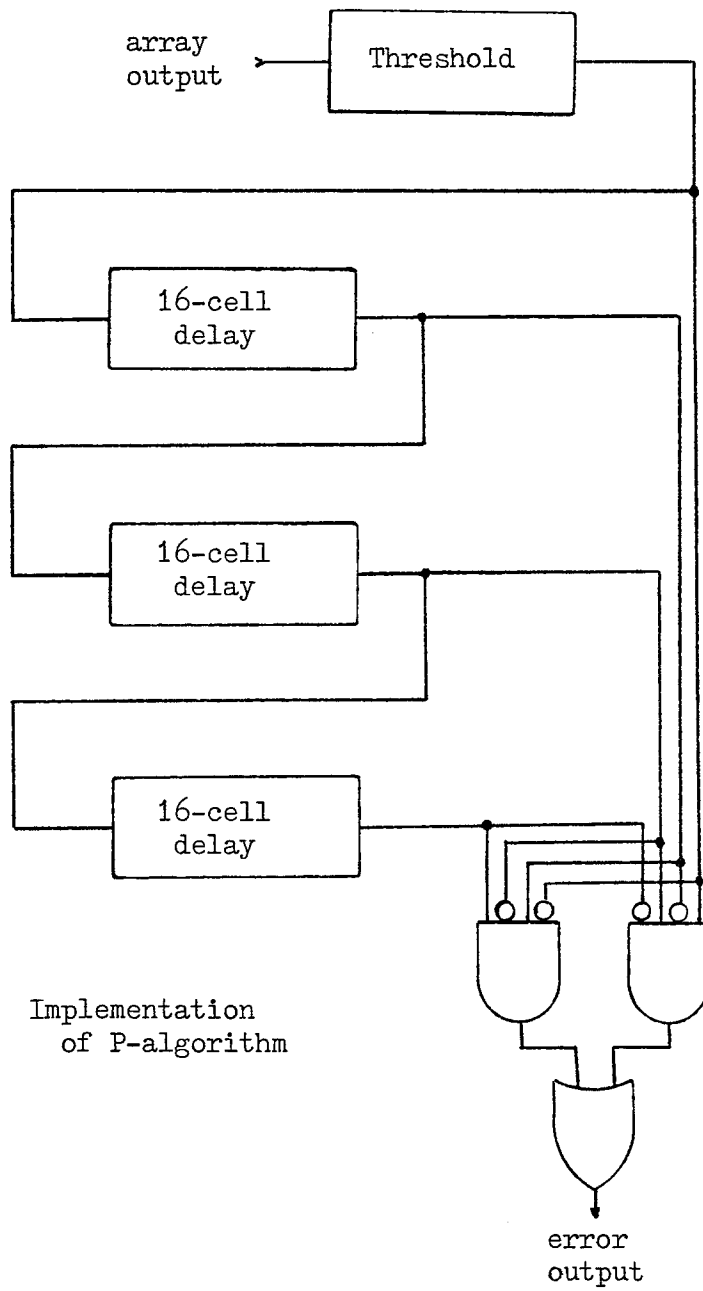 array
output
Threshold
16-cell
delay
16-cell
delay
16-cell
delay
Implementation
of P-algorithm
error
output